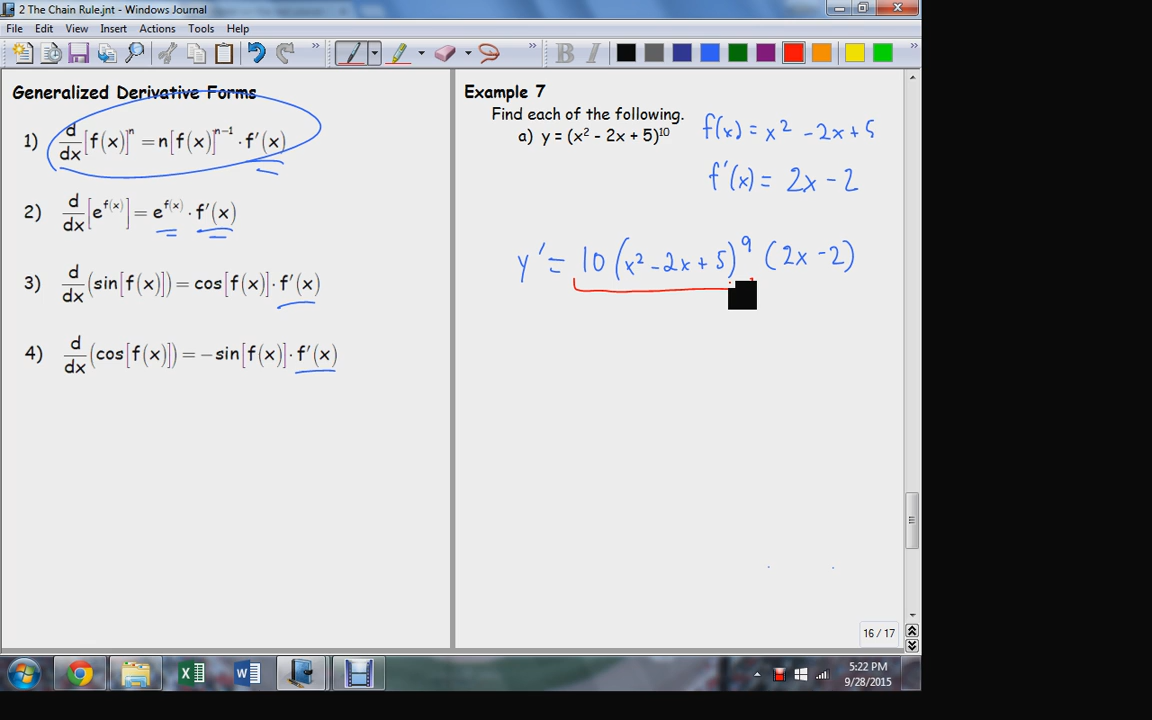 2 The Chain Rule.jnt - Windows Journal
File Edit View Insert Actions Tools Help
B I
Generalized Derivative Forms
1) d/dx [f(x)]^n = n[f(x)]^(n-1) · f'(x)
2) d/dx [e^f(x)] = e^f(x) · f'(x)
3) d/dx (sin[f(x)]) = cos[f(x)] · f'(x)
4) d/dx (cos[f(x)]) = -sin[f(x)] · f'(x)
Example 7
Find each of the following.
a) y = (x² - 2x + 5)¹⁰
f(x) = x² - 2x + 5
f'(x) = 2x - 2
y' = 10 (x² - 2x + 5)⁹ (2x - 2)
16 / 17
5:22 PM
9/28/2015